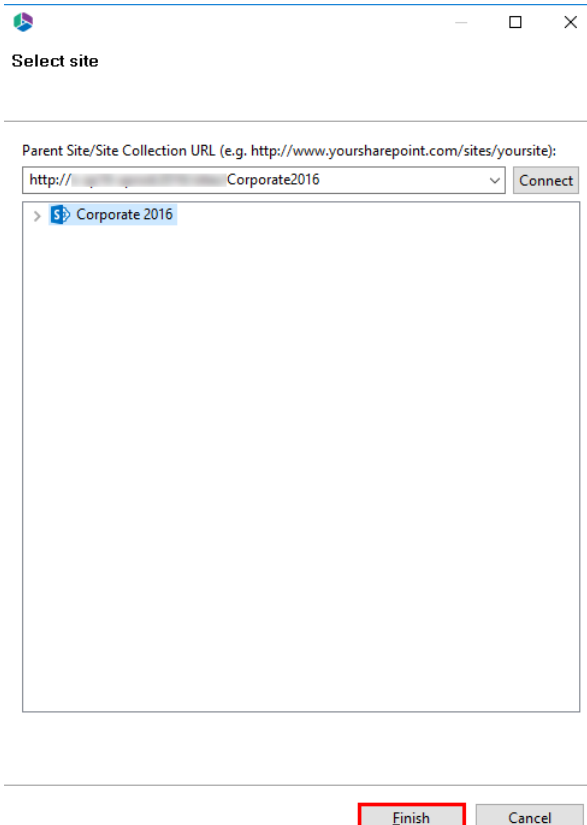 Select site
Parent Site/Site Collection URL (e.g. http://www.yoursharepoint.com/sites/yoursite):
http:// Corporate2016
Connect
Corporate 2016
Finish
Cancel